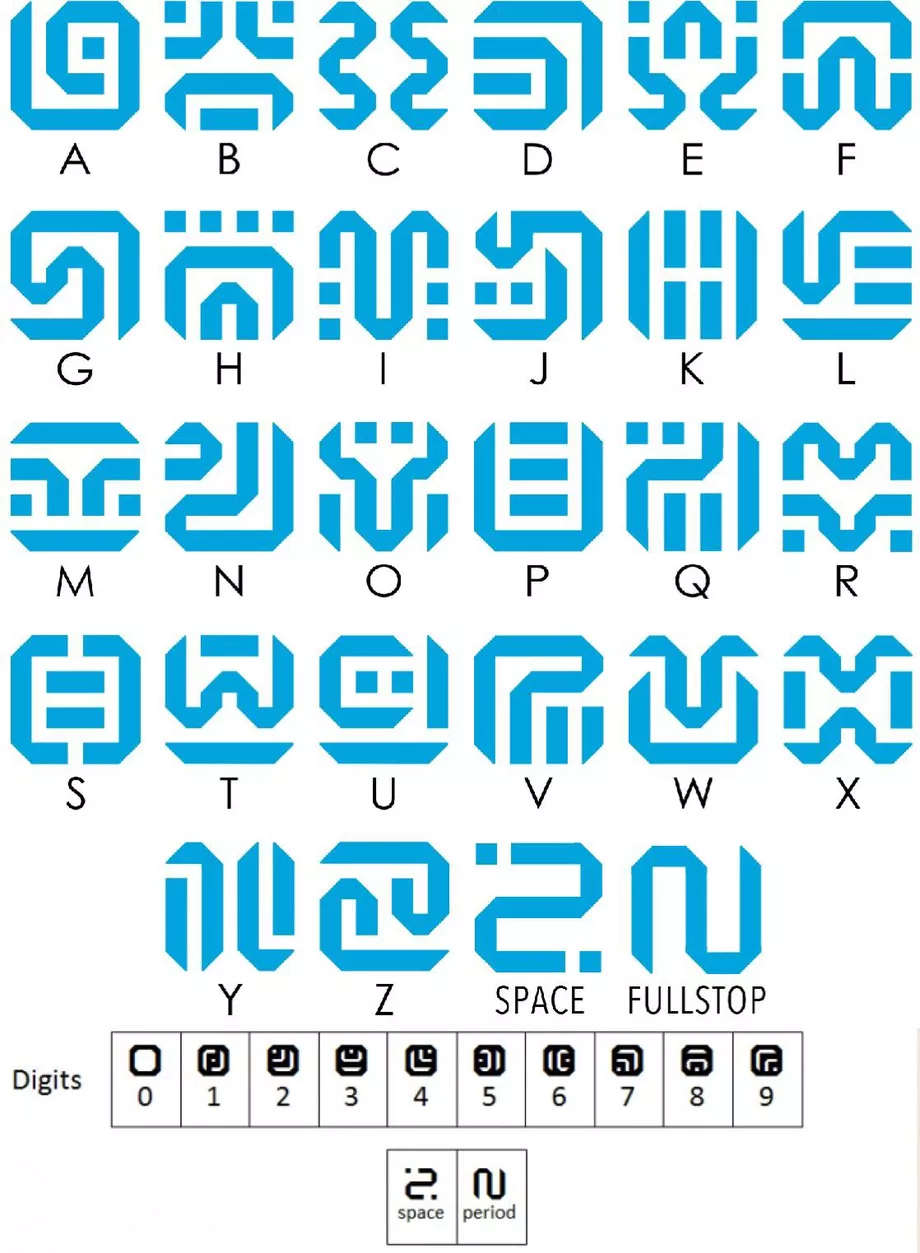 A B C D E F
G H I J K L
M N O P Q R
S T U V W X
Y Z SPACE FULLSTOP
Digits 0 1 2 3 4 5 6 7 8 9
space period